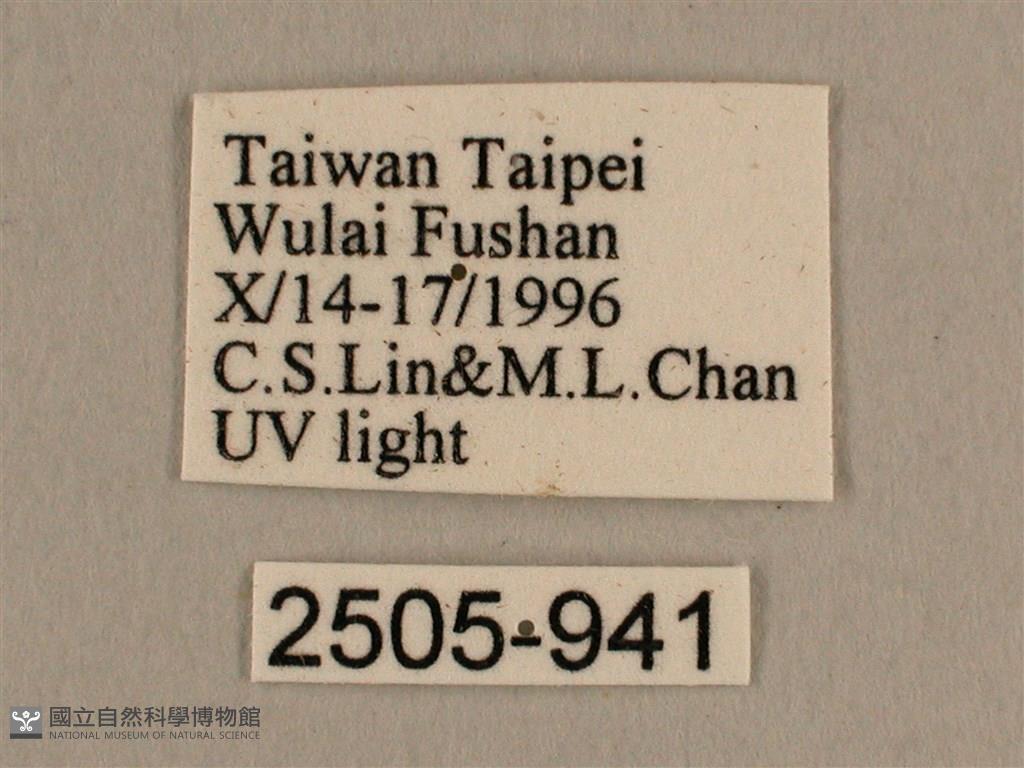 Taiwan Taipei
Wulai Fushan
X/14-17/1996
C.S.Lin&M.L.Chan
UV light
2505-941
國立自然科學博物館
NATIONAL MUSEUM OF NATURAL SCIENCE